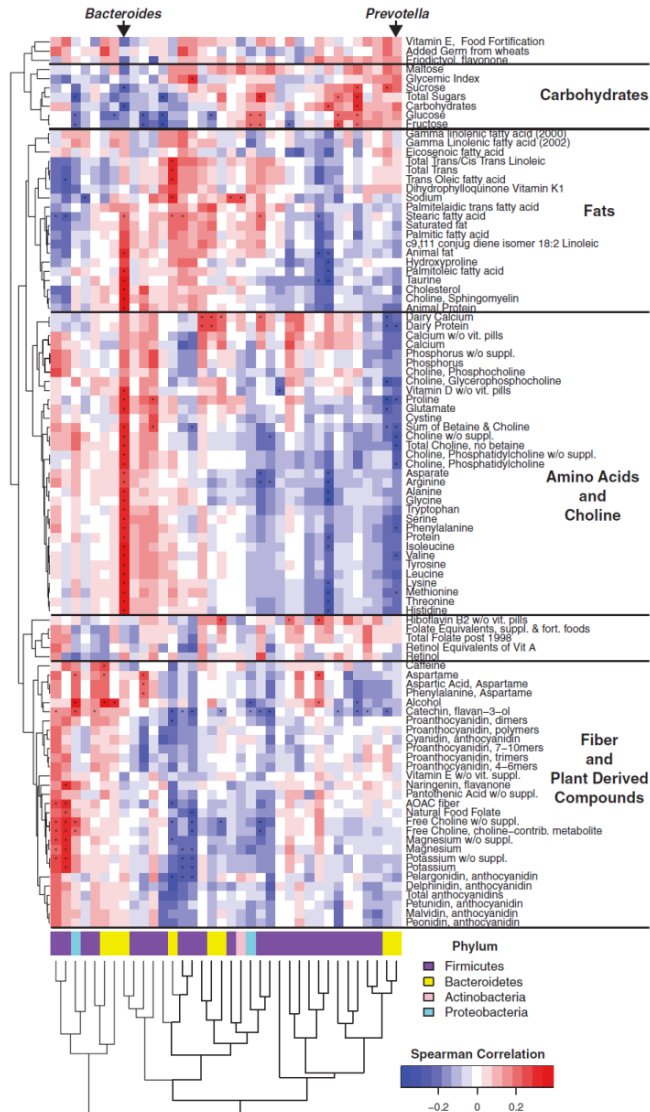 Bacteroides
Prevotella
Vitamin E, Food Fortification
Added Germ from wheats
Eriodictyol, flavonone
Maltose
Glycemic Index
Sucrose
Total Sugars
Carbohydrates
Glucose
Fructose
Carbohydrates
Gamma linolenic fatty acid (2000)
Gamma Linolenic fatty acid (2002)
Eicosenoic fatty acid
Total Trans/Cis Trans Linoleic
Total Trans
Trans Oleic fatty acid
Dihydrophylloquinone Vitamin K1
Sodium
Palmitelaidic trans fatty acid
Stearic fatty acid
Saturated fat
Palmitic fatty acid
c9,t11 conjug diene isomer 18:2 Linoleic
Animal fat
Hydroxyproline
Palmitoleic fatty acid
Taurine
Cholesterol
Choline, Sphingomyelin
Animal Protein
Fats
Dairy Calcium
Dairy Protein
Calcium w/o vit. pills
Calcium
Phosphorus w/o suppl.
Phosphorus
Choline, Phosphocholine
Choline, Glycerophosphocholine
Vitamin D w/o vit. pills
Proline
Glutamate
Cystine
Sum of Betaine & Choline
Choline w/o suppl.
Total Choline, no betaine
Choline, Phosphatidylcholine w/o suppl.
Choline, Phosphatidylcholine
Asparate
Arginine
Alanine
Glycine
Tryptophan
Serine
Phenylalanine
Protein
Isoleucine
Valine
Tyrosine
Leucine
Lysine
Methionine
Threonine
Histidine
Amino Acids
and
Choline
Riboflavin B2 w/o vit. pills
Folate Equivalents, suppl. & fort. foods
Total Folate post 1998
Retinol Equivalents of Vit A
Retinol
Caffeine
Aspartame
Aspartic Acid, Aspartame
Phenylalanine, Aspartame
Alcohol
Catechin, flavan−3−ol
Proanthocyanidin, dimers
Proanthocyanidin, polymers
Cyanidin, anthocyanidin
Proanthocyanidin, 7−10mers
Proanthocyanidin, trimers
Proanthocyanidin, 4−6mers
Vitamin E w/o vit. suppl.
Naringenin, flavanone
Pantothenic Acid w/o suppl.
AOAC fiber
Natural Food Folate
Free Choline w/o suppl.
Free Choline, choline−contrib. metabolite
Magnesium w/o suppl.
Magnesium
Potassium w/o suppl.
Potassium
Pelargonidin, anthocyanidin
Delphinidin, anthocyanidin
Total anthocyanidins
Petunidin, anthocyanidin
Malvidin, anthocyanidin
Peonidin, anthocyanidin
Fiber
and
Plant Derived
Compounds
Phylum
Firmicutes
Bacteroidetes
Actinobacteria
Proteobacteria
Spearman Correlation
−0.2 0 0.2